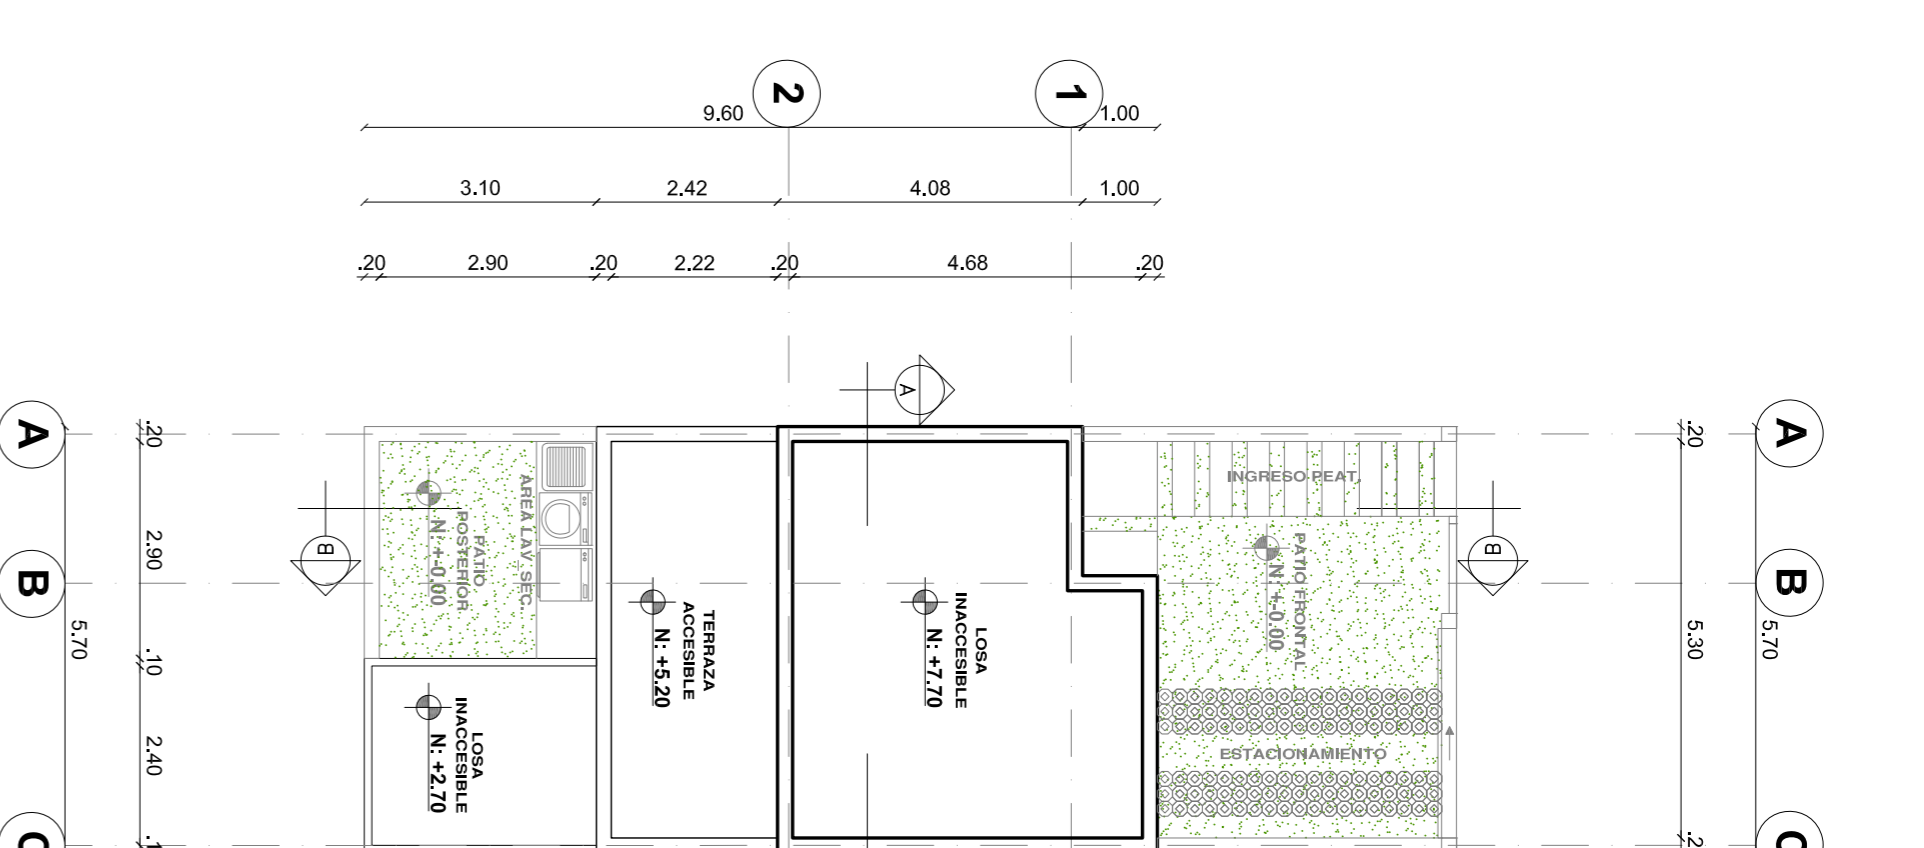 2
1
9.60
1.00
3.10
2.42
4.08
1.00
.20
2.90
.20
2.22
.20
4.68
.20
A
A
.20
.20
A
INGRESO PEAT.
AREA LAV SEC.
PATIO
POSTERIOR
N: +-0.00
B
B
2.90
B
B
PATIO FRONTAL
N: +-0.00
LOSA
INACCESIBLE
N: +7.70
TERRAZA
ACCESIBLE
N: +5.20
5.70
5.30
5.70
.10
LOSA
INACCESIBLE
N: +2.70
2.40
ESTACIONAMIENTO